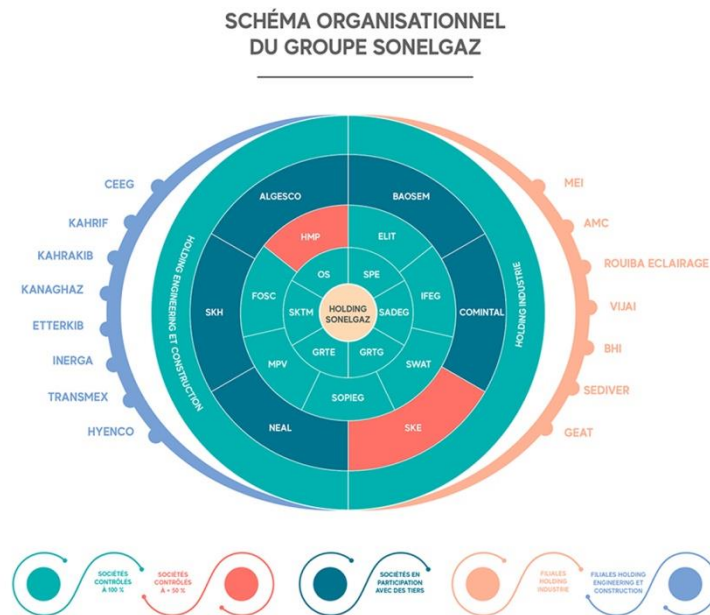 SCHÉMA ORGANISATIONNEL
DU GROUPE SONELGAZ
CEEG
KAHRIF
KAHRAKIB
KANAGHAZ
ETTERKIB
INERGA
TRANSMEX
HYENCO
HOLDING ENGINEERING ET CONSTRUCTION
ALGESCO
BAOSEM
SKH
COMINTAL
NEAL
SKE
HMP
ELIT
FOSC
IFEG
MPV
SWAT
SOPIEG
OS
SPE
SKTM
SADEG
GRTE
GRTG
HOLDING
SONELGAZ
HOLDING INDUSTRIE
MEI
AMC
ROUIBA ECLAIRAGE
VIJAI
BHI
SEDIVER
GEAT
SOCIÉTÉS
CONTRÔLÉS
À 100 %
SOCIÉTÉS
CONTRÔLÉS
À + 50 %
SOCIÉTÉS EN
PARTICIPATION
AVEC DES TIERS
FILIALES
HOLDING
INDUSTRIE
FILIALES HOLDING
ENGINEERING ET
CONSTRUCTION